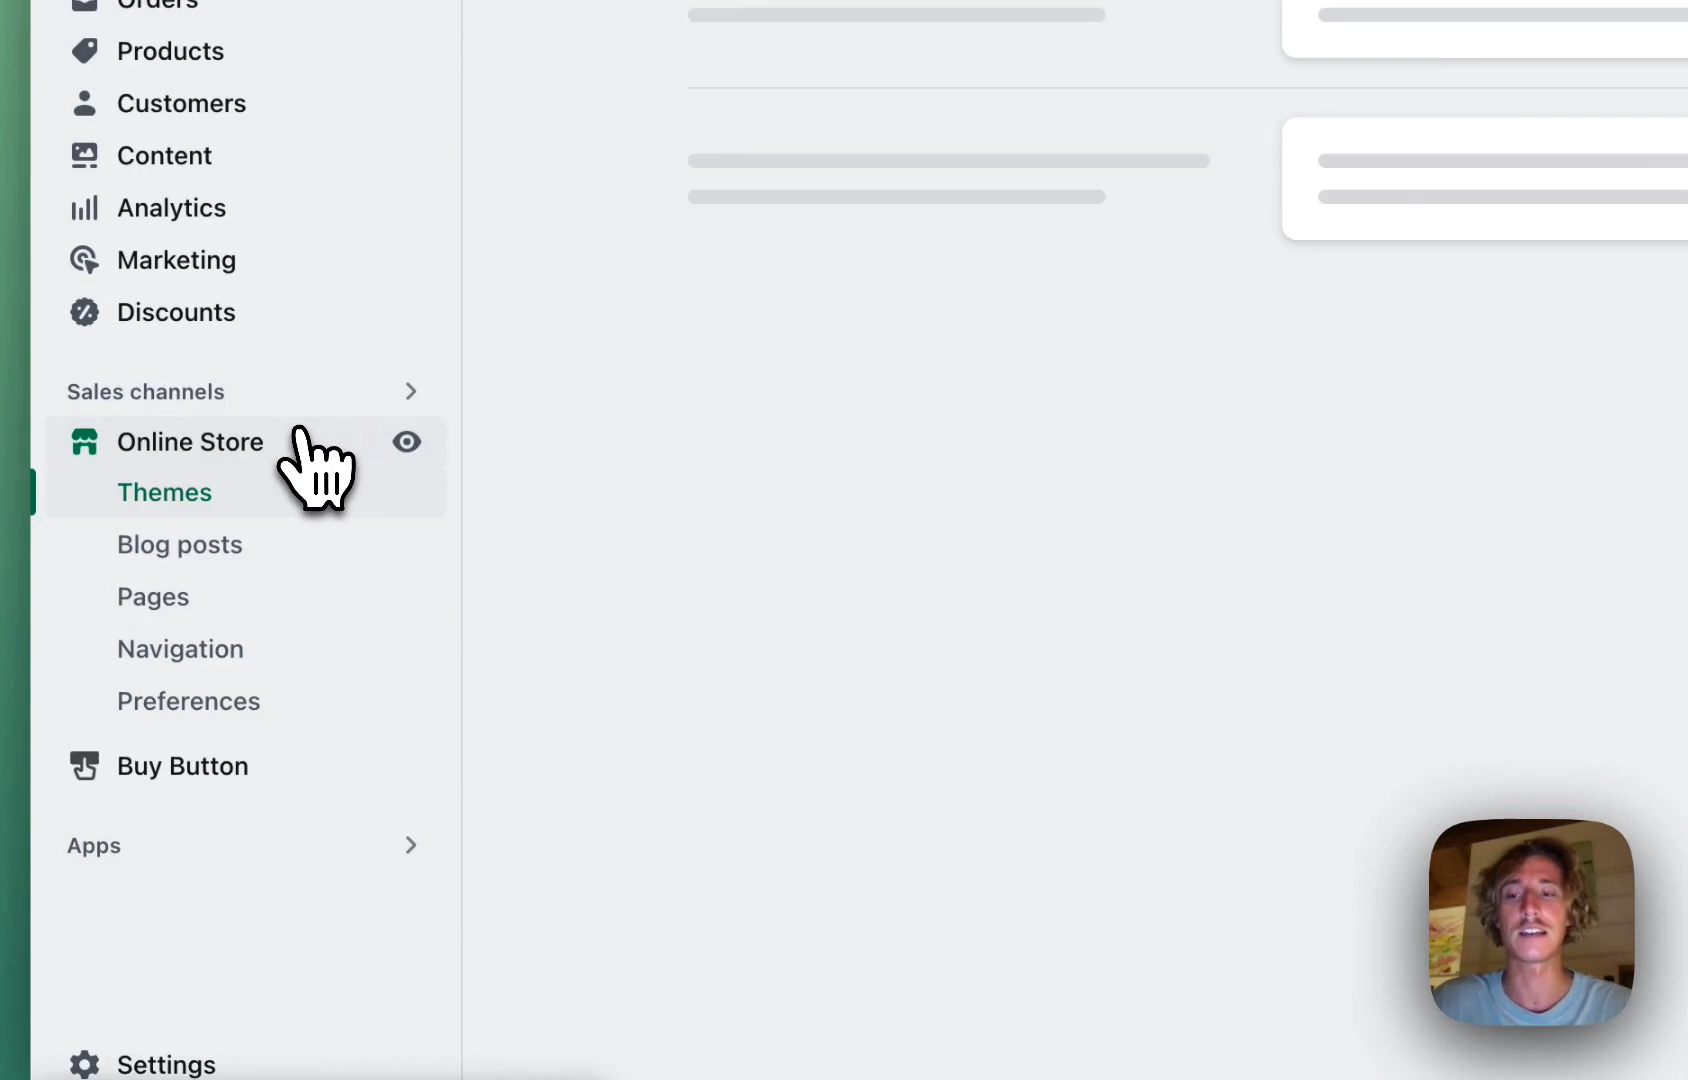 Orders
Products
Customers
Content
Analytics
Marketing
Discounts
Sales channels
Online Store
Themes
Blog posts
Pages
Navigation
Preferences
Buy Button
Apps
Settings